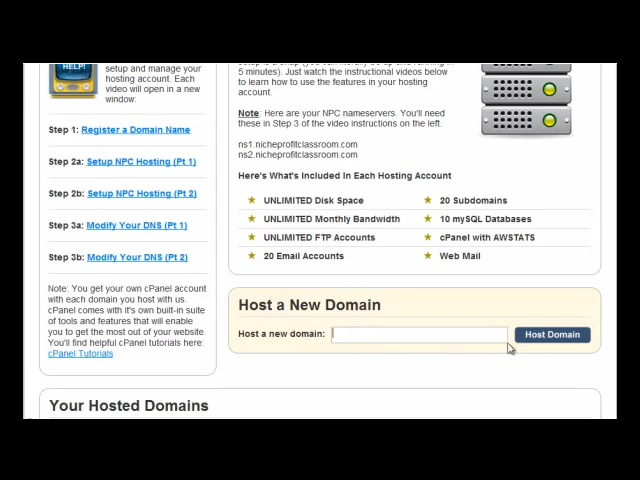 HELP!
setup and manage your
hosting account. Each
video will open in a new
window:
Step 1: Register a Domain Name
Step 2a: Setup NPC Hosting (Pt 1)
Step 2b: Setup NPC Hosting (Pt 2)
Step 3a: Modify Your DNS (Pt 1)
Step 3b: Modify Your DNS (Pt 2)
Note: You get your own cPanel account
with each domain you host with us.
cPanel comes with it's own built-in suite
of tools and features that will enable
you to get the most out of your website.
You'll find helpful cPanel tutorials here:
cPanel Tutorials
5 minutes). Just watch the instructional videos below
to learn how to use the features in your hosting
account.
Note: Here are your NPC nameservers. You'll need
these in Step 3 of the video instructions on the left.
ns1.nicheprofitclassroom.com
ns2.nicheprofitclassroom.com
Here's What's Included In Each Hosting Account
UNLIMITED Disk Space
20 Subdomains
UNLIMITED Monthly Bandwidth
10 mySQL Databases
UNLIMITED FTP Accounts
cPanel with AWSTATS
20 Email Accounts
Web Mail
Host a New Domain
Host a new domain:
Host Domain
Your Hosted Domains